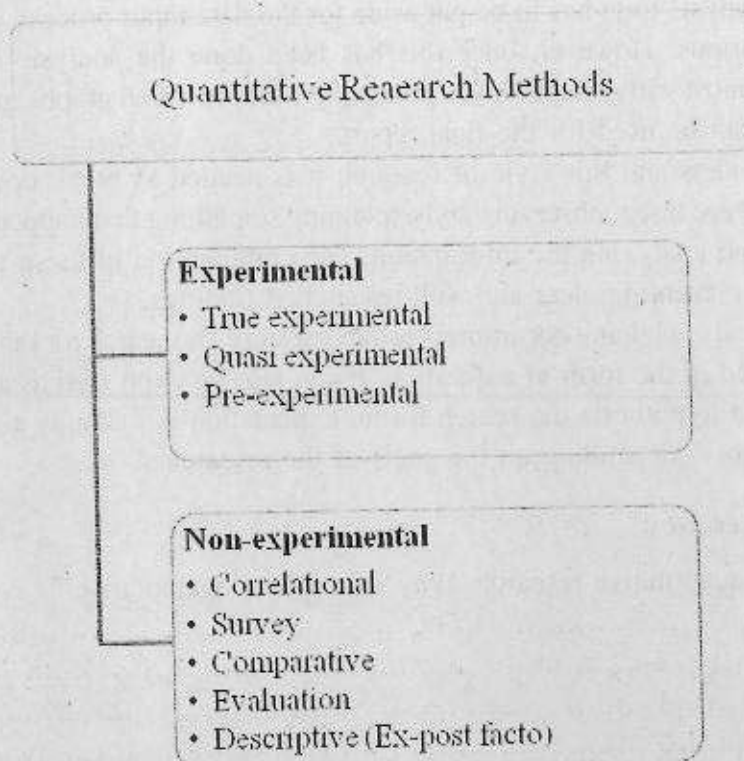 Quantitative Reaearch Methods
Experimental
• True experimental
• Quasi experimental
• Pre-experimental
Non-experimental
• Correlational
• Survey
• Comparative
• Evaluation
• Descriptive (Ex-post facto)